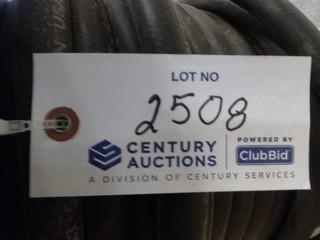 LOT NO
2508
CENTURY AUCTIONS
POWERED BY
ClubBid
A DIVISION OF CENTURY SERVICES